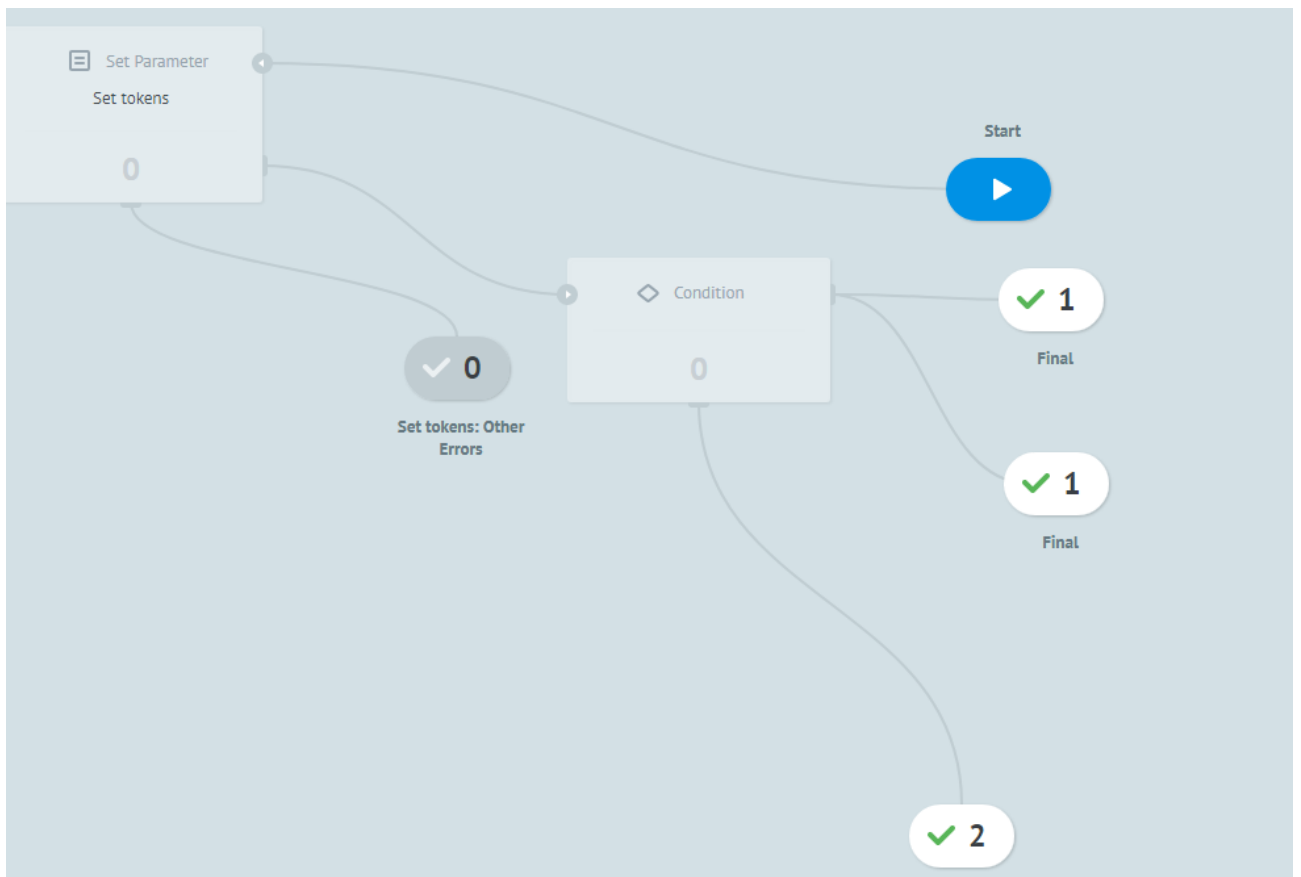 Set Parameter
Set tokens
0
Start
Condition
0
1
Final
0
Set tokens: Other
Errors
1
Final
2